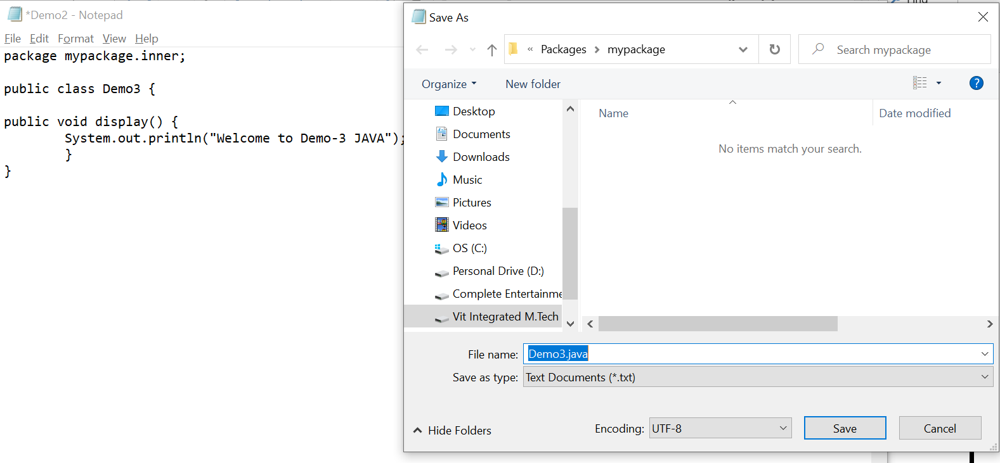 *Demo2 - Notepad
File Edit Format View Help
package mypackage.inner;
public class Demo3 {
public void display() {
System.out.println("Welcome to Demo-3 JAVA");
}
}
Save As
« Packages > mypackage
Search mypackage
Organize
New folder
?
Desktop
Documents
Downloads
Music
Pictures
Videos
OS (C:)
Personal Drive (D:)
Complete Entertainme
Vit Integrated M.Tech
Name
Date modified
No items match your search.
File name: Demo3.java
Save as type: Text Documents (*.txt)
Hide Folders
Encoding: UTF-8
Save
Cancel